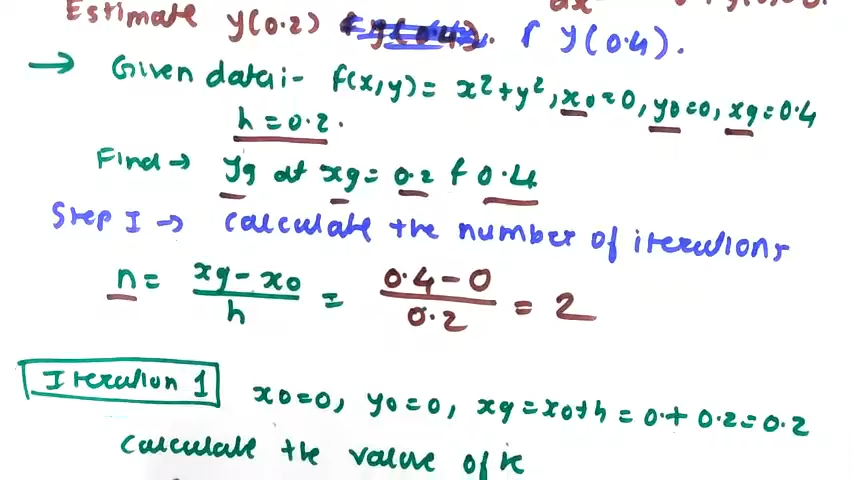 dx
Estimate y(0.2) & y(0.4). & y(0.4).
→ Given data:- f(x,y) = x²+y², x0=0, y0=0, xg=0.4
h=0.2.
Find → yg at xg = 0.2 & 0.4
Step I → calculate the number of iterations
n = xg-x0 / h = 0.4-0 / 0.2 = 2
Iteration 1 x0=0, y0=0, xg=x0+h=0+0.2=0.2
calculate the value of k